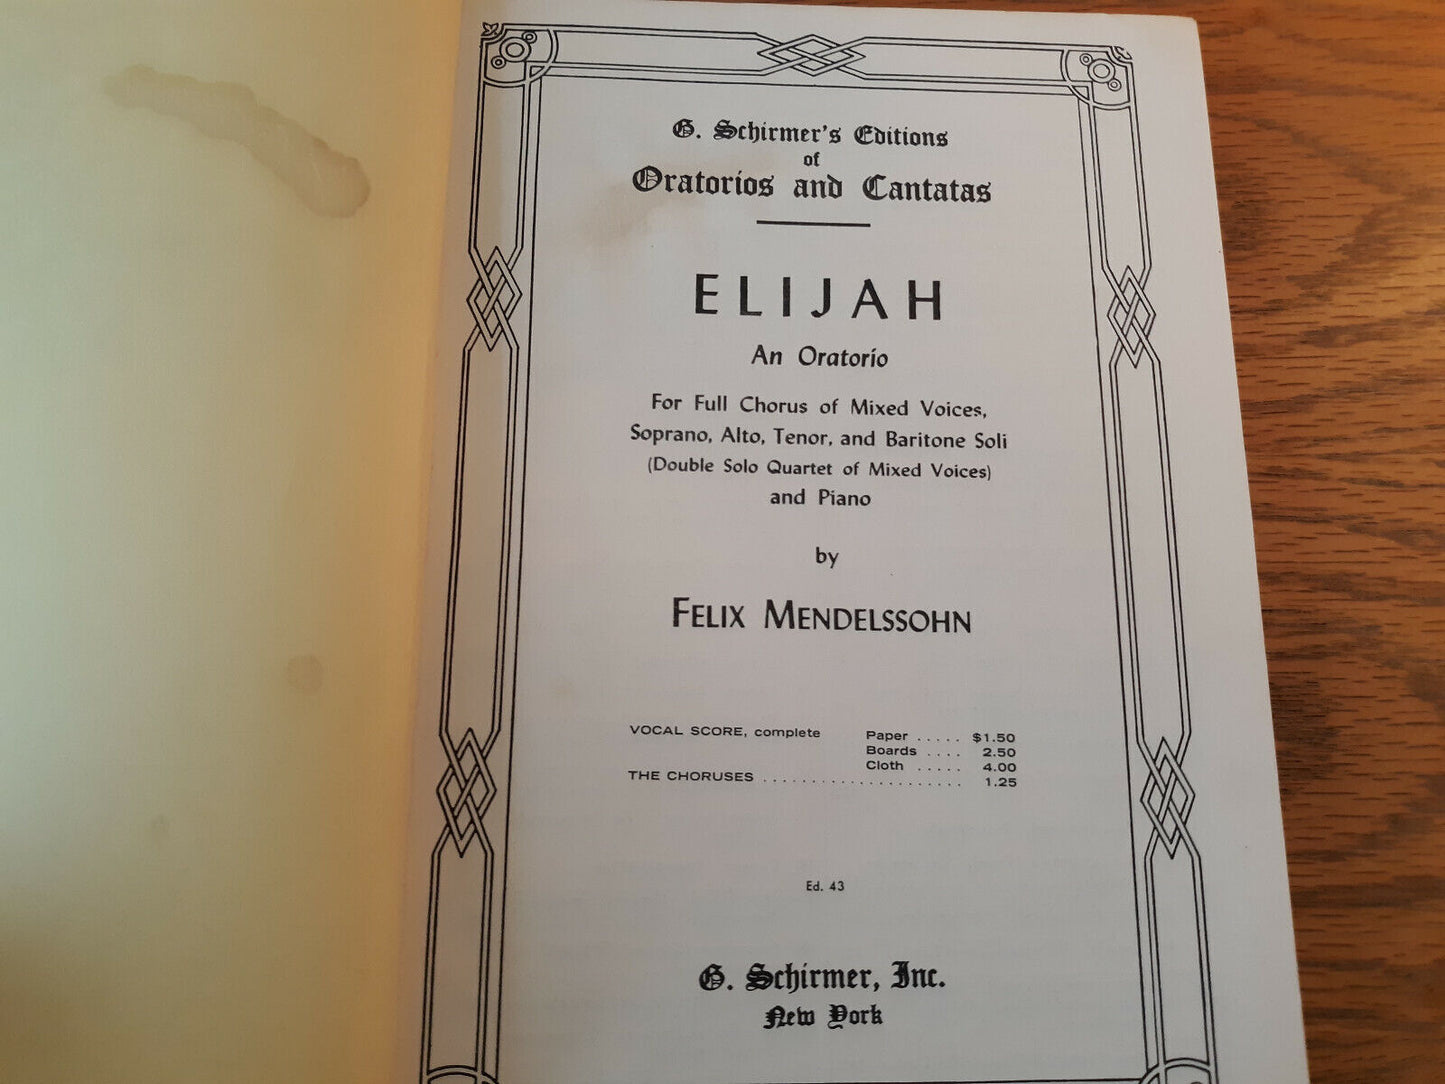 G. Schirmer's Editions
of
Oratorios and Cantatas
ELIJAH
An Oratorio
For Full Chorus of Mixed Voices,
Soprano, Alto, Tenor, and Baritone Soli
(Double Solo Quartet of Mixed Voices)
and Piano
by
FELIX MENDELSSOHN
VOCAL SCORE, complete Paper ..... $1.50
Boards .... 2.50
Cloth ..... 4.00
THE CHORUSES ..................... 1.25
Ed. 43
G. Schirmer, Inc.
New York